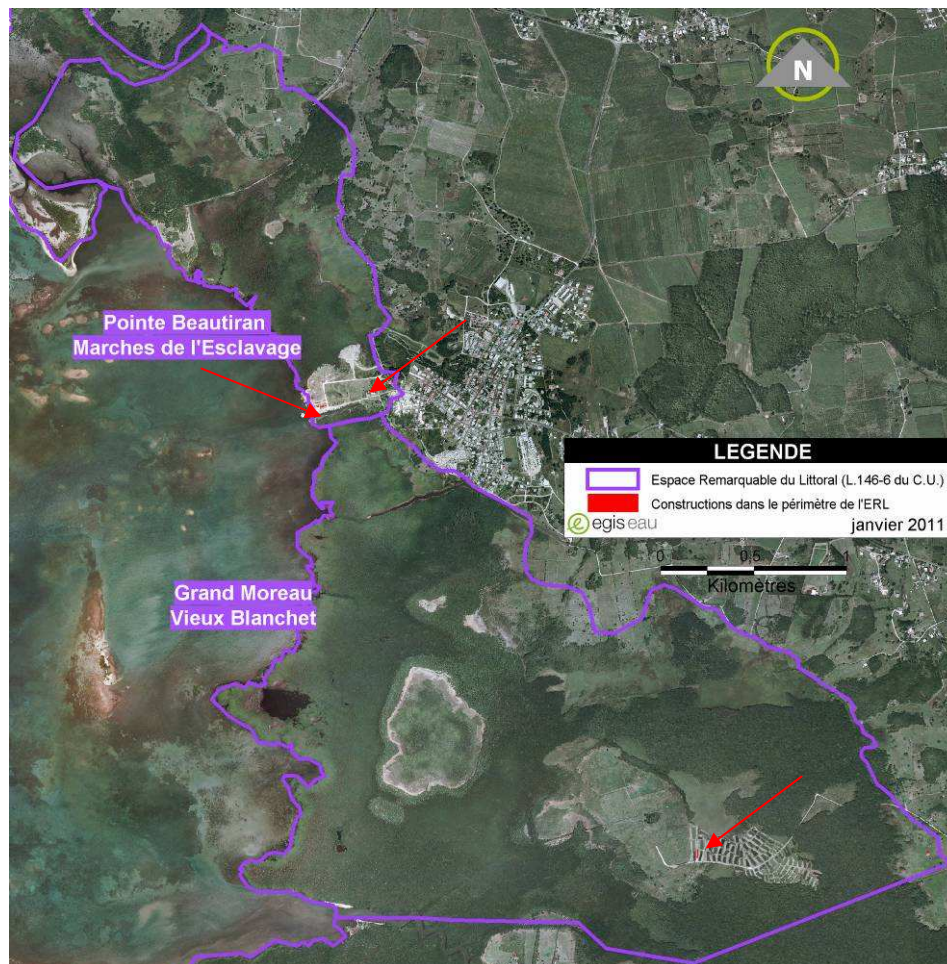 N
Pointe Beautiran
Marches de l'Esclavage
LEGENDE
Espace Remarquable du Littoral (L.146-6 du C.U.)
Constructions dans le périmètre de l'ERL
egis eau
janvier 2011
0 0.5 1
Kilomètres
Grand Moreau
Vieux Blanchet